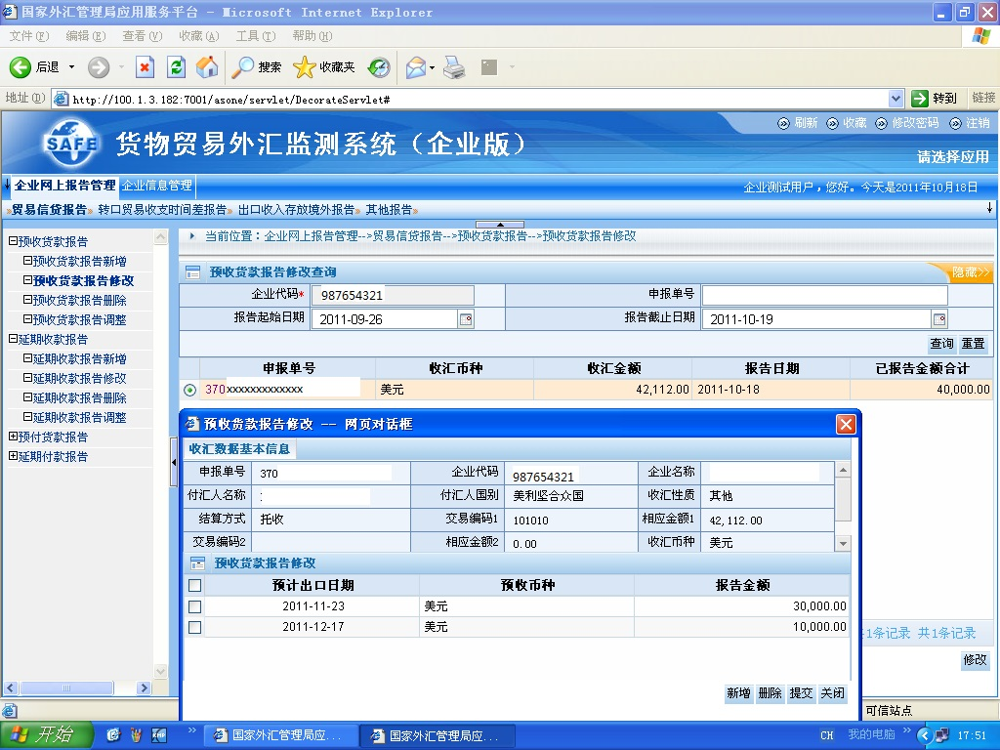 国家外汇管理局应用服务平台 - Microsoft Internet Explorer
文件(F) 编辑(E) 查看(V) 收藏(A) 工具(T) 帮助(H)
后退 搜索 收藏夹
地址(D) http://100.1.3.182:7001/asone/servlet/DecorateServlet# 转到 链接
刷新 收藏 修改密码 注销
SAFE 货物贸易外汇监测系统（企业版）
请选择应用
企业网上报告管理 企业信息管理 企业测试用户，您好。今天是2011年10月18日
»贸易信贷报告» 转口贸易收支时间差报告» 出口收入存放境外报告» 其他报告»
预收货款报告
预收货款报告新增
预收货款报告修改
预收货款报告删除
预收货款报告调整
延期收款报告
延期收款报告新增
延期收款报告修改
延期收款报告删除
延期收款报告调整
预付货款报告
延期付款报告
当前位置：企业网上报告管理-->贸易信贷报告-->预收货款报告-->预收货款报告修改
预收货款报告修改查询 隐藏>>
企业代码* 987654321 申报单号
报告起始日期 2011-09-26 报告截止日期 2011-10-19
查询 重置
申报单号 收汇币种 收汇金额 报告日期 已报告金额合计
370xxxxxxxxxxxxx 美元 42,112.00 2011-10-18 40,000.00
预收货款报告修改 -- 网页对话框
收汇数据基本信息
申报单号 370 企业代码 987654321 企业名称
付汇人名称 : 付汇人国别 美利坚合众国 收汇性质 其他
结算方式 托收 交易编码1 101010 相应金额1 42,112.00
交易编码2 相应金额2 0.00 收汇币种 美元
预收货款报告修改
预计出口日期 预收币种 报告金额
2011-11-23 美元 30,000.00
2011-12-17 美元 10,000.00
1条记录 共1条记录
修改
新增 删除 提交 关闭
可信站点
开始 国家外汇管理局应... 国家外汇管理局应... CH 我的电脑 » 17:51